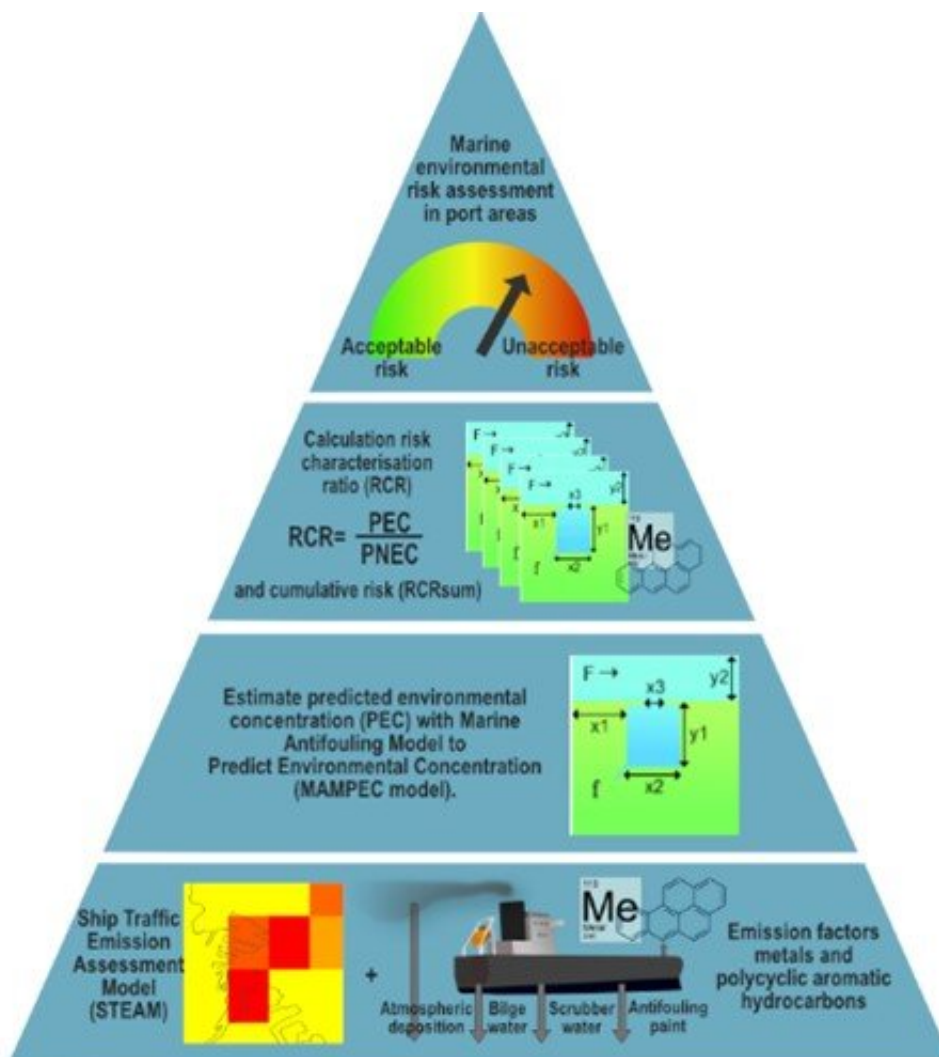 Marine
environmental
risk assessment
in port areas
Acceptable
risk
Unacceptable
risk
Calculation risk
characterisation
ratio (RCR)
RCR= PEC
PNEC
and cumulative risk (RCRsum)
F →
F →
F →
F →
y2
x3
x1
y1
x2
f
Me
Estimate predicted environmental
concentration (PEC) with Marine
Antifouling Model to
Predict Environmental Concentration
(MAMPEC model).
F →
y2
x3
x1
y1
x2
f
Ship Traffic
Emission
Assessment
Model
(STEAM)
+
Me
Atmospheric
deposition
Bilge
water
Scrubber
water
Antifouling
paint
Emission factors
metals and
polycyclic aromatic
hydrocarbons